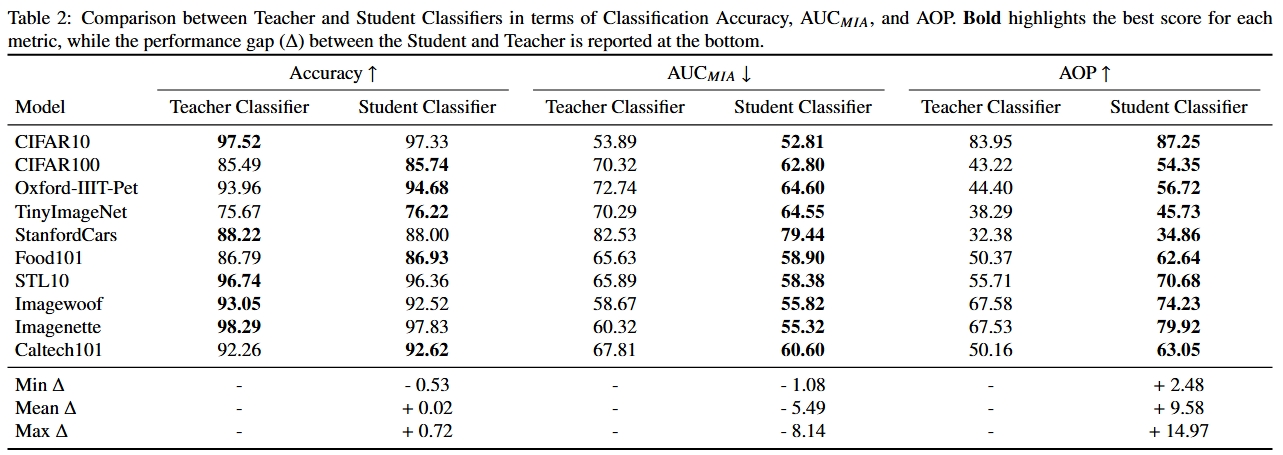 Table 2: Comparison between Teacher and Student Classifiers in terms of Classification Accuracy, AUC_MIA, and AOP. Bold highlights the best score for each
metric, while the performance gap (Δ) between the Student and Teacher is reported at the bottom.
Accuracy ↑ AUC_MIA ↓ AOP ↑
Model Teacher Classifier Student Classifier Teacher Classifier Student Classifier Teacher Classifier Student Classifier
CIFAR10 97.52 97.33 53.89 52.81 83.95 87.25
CIFAR100 85.49 85.74 70.32 62.80 43.22 54.35
Oxford-IIIT-Pet 93.96 94.68 72.74 64.60 44.40 56.72
TinyImageNet 75.67 76.22 70.29 64.55 38.29 45.73
StanfordCars 88.22 88.00 82.53 79.44 32.38 34.86
Food101 86.79 86.93 65.63 58.90 50.37 62.64
STL10 96.74 96.36 65.89 58.38 55.71 70.68
Imagewoof 93.05 92.52 58.67 55.82 67.58 74.23
Imagenette 98.29 97.83 60.32 55.32 67.53 79.92
Caltech101 92.26 92.62 67.81 60.60 50.16 63.05
Min Δ - - 0.53 - - 1.08 - + 2.48
Mean Δ - + 0.02 - - 5.49 - + 9.58
Max Δ - + 0.72 - - 8.14 - + 14.97